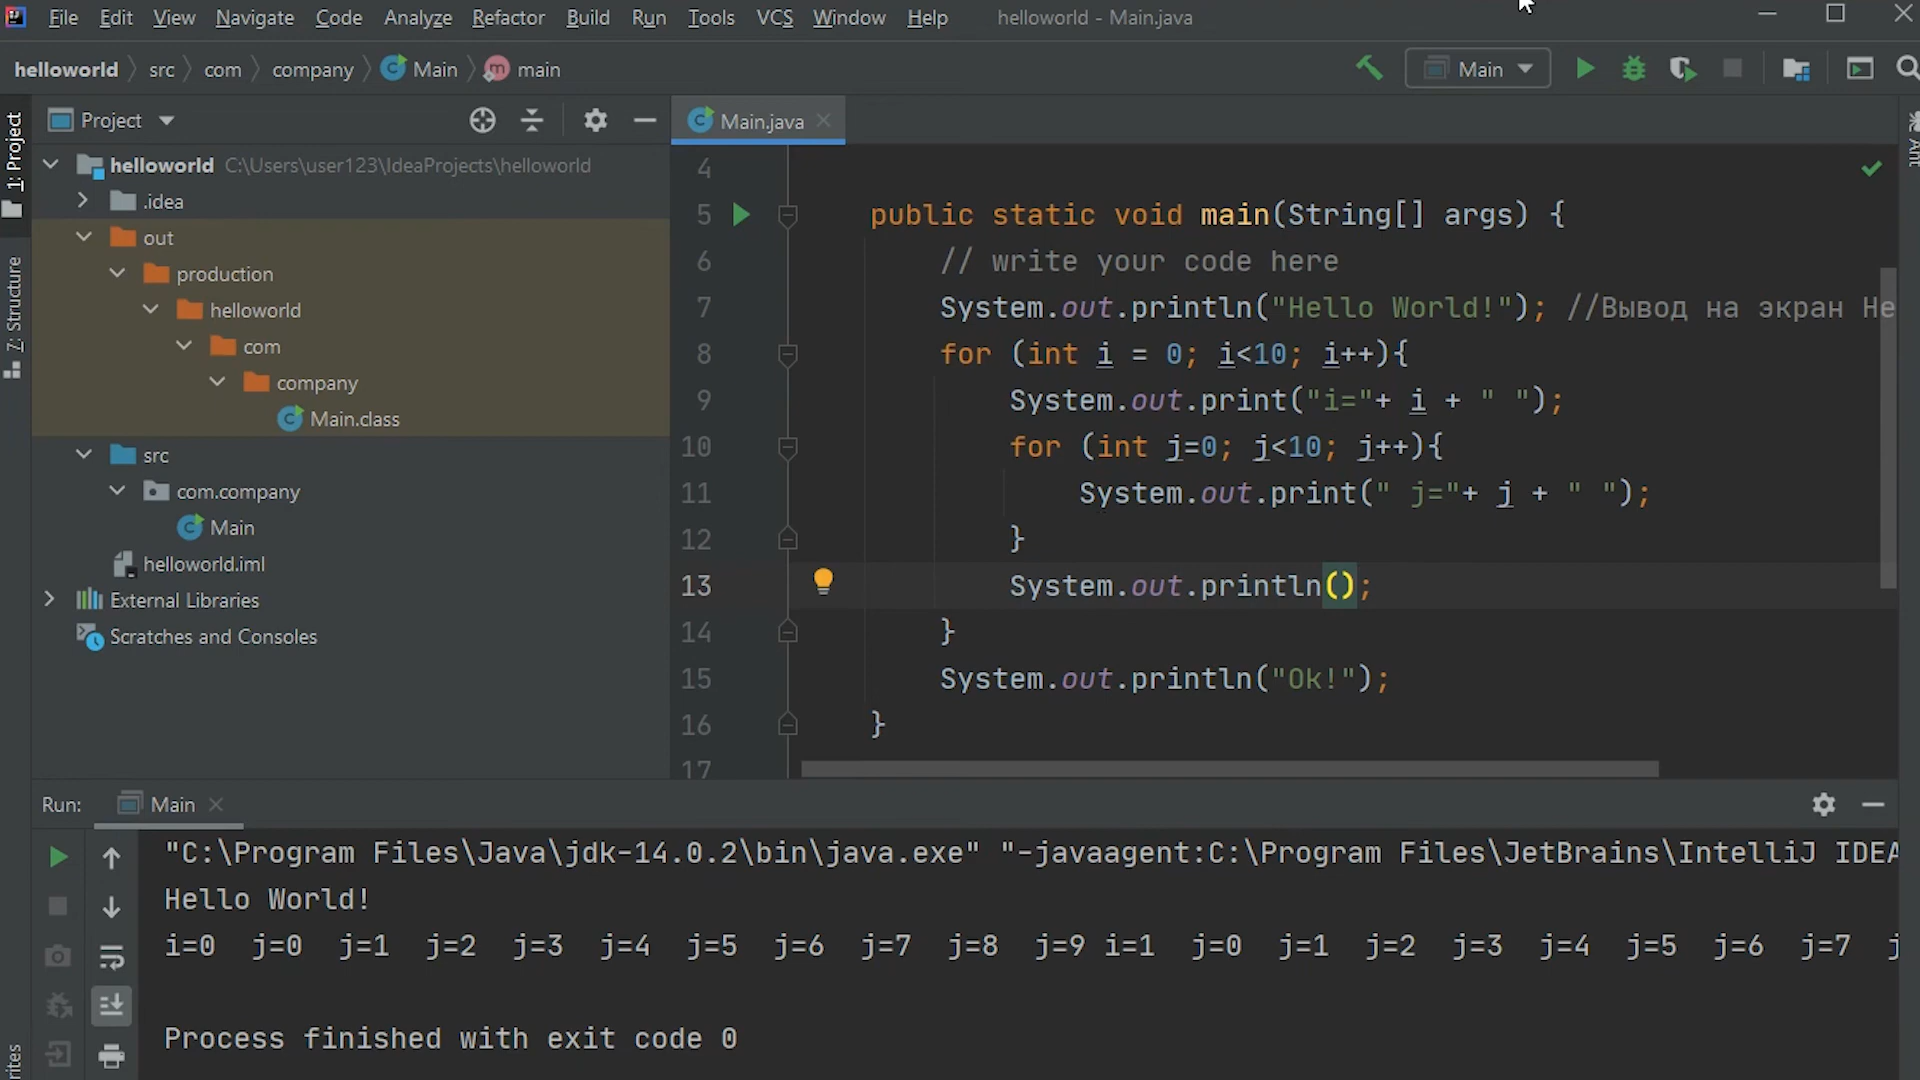 File Edit View Navigate Code Analyze Refactor Build Run Tools VCS Window Help helloworld - Main.java
helloworld src com company Main main Main
1: Project
7: Structure
Project
helloworld C:\Users\user123\IdeaProjects\helloworld
.idea
out
production
helloworld
com
company
Main.class
src
com.company
Main
helloworld.iml
External Libraries
Scratches and Consoles
Main.java
Ant
4
5 public static void main(String[] args) {
6 // write your code here
7 System.out.println("Hello World!"); //Вывод на экран He
8 for (int i = 0; i<10; i++){
9 System.out.print("i="+ i + " ");
10 for (int j=0; j<10; j++){
11 System.out.print(" j="+ j + " ");
12 }
13 System.out.println();
14 }
15 System.out.println("Ok!");
16 }
17
Run: Main
"C:\Program Files\Java\jdk-14.0.2\bin\java.exe" "-javaagent:C:\Program Files\JetBrains\IntelliJ IDEA
Hello World!
i=0 j=0 j=1 j=2 j=3 j=4 j=5 j=6 j=7 j=8 j=9 i=1 j=0 j=1 j=2 j=3 j=4 j=5 j=6 j=7 j
Process finished with exit code 0
rites